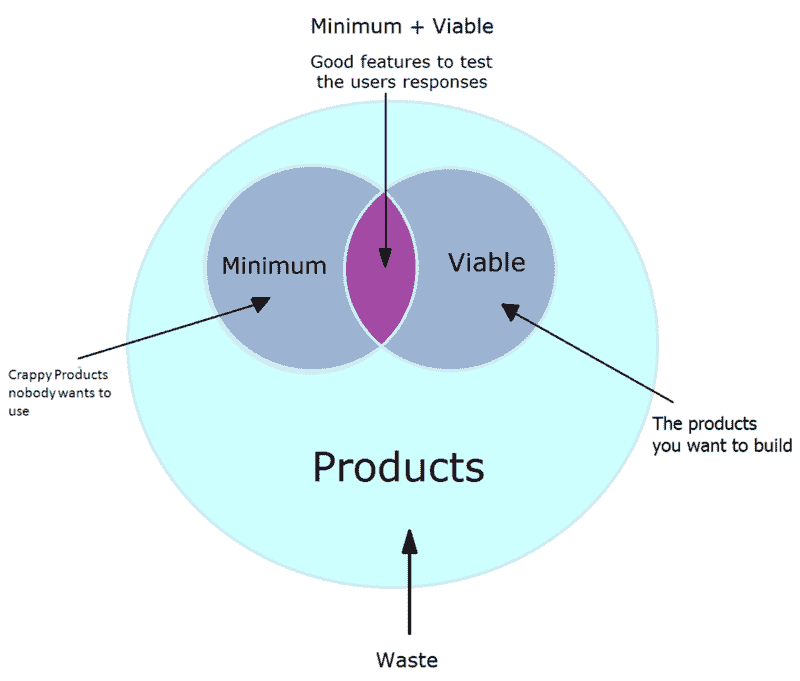 Minimum + Viable
Good features to test
the users responses
Minimum
Viable
Crappy Products
nobody wants to
use
The products
you want to build
Products
Waste